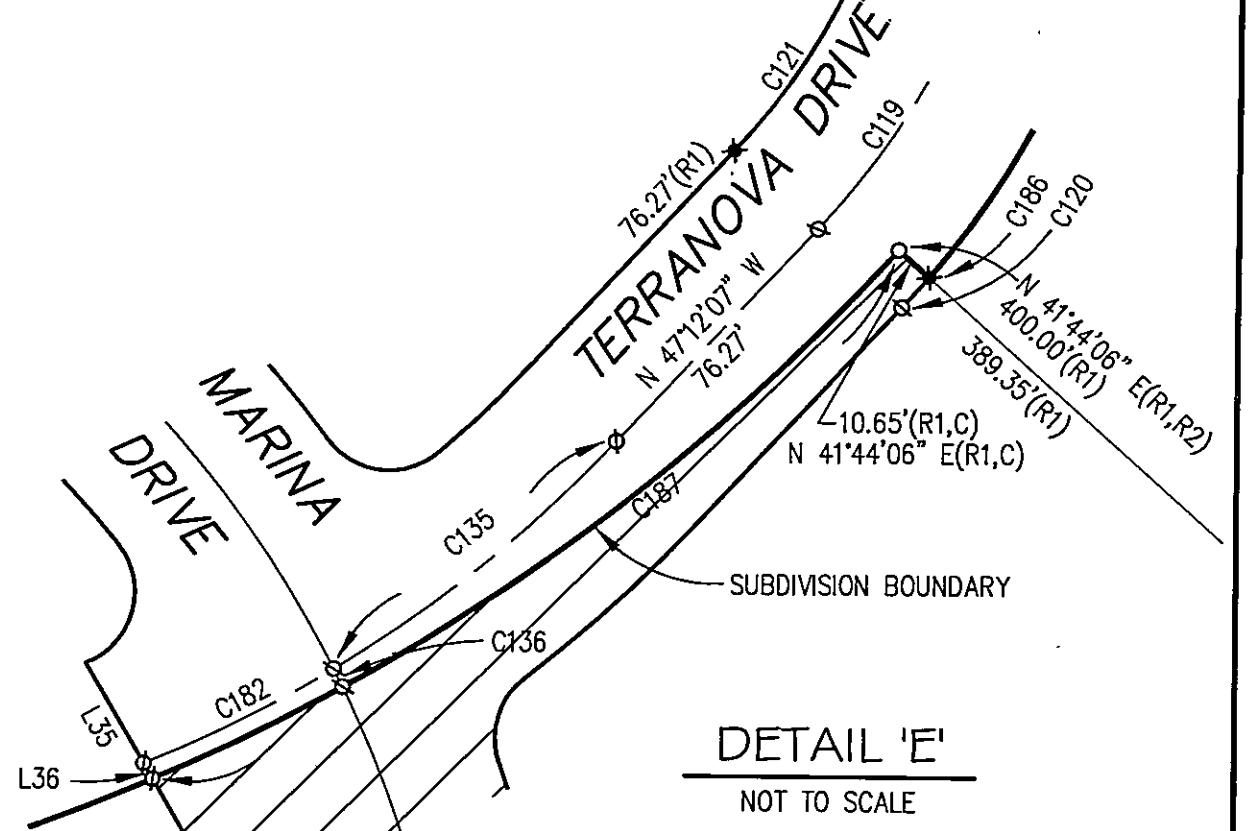 C121
TERRANOVA DRIVE
C119
76.27'(R1)
C186
C120
N 47°12'07" W
76.27'
N 41°44'06" E(R1,R2)
400.00'(R1)
389.35'(R1)
MARINA
DRIVE
10.65'(R1,C)
N 41°44'06" E(R1,C)
C187
C135
SUBDIVISION BOUNDARY
C136
C182
L35
L36
DETAIL 'E'
NOT TO SCALE